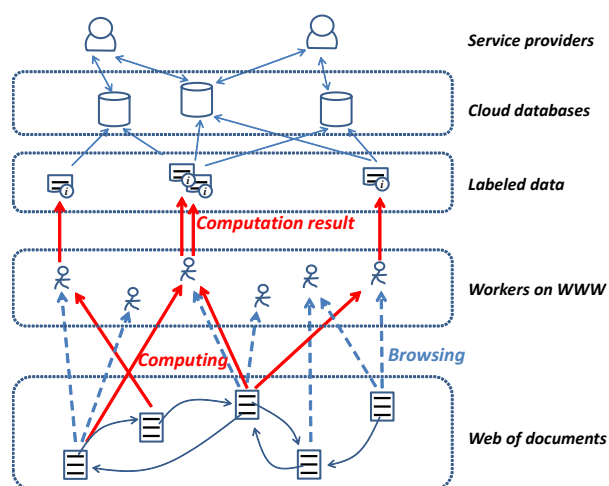 Service providers
Cloud databases
Labeled data
Computation result
Workers on WWW
Computing
Browsing
Web of documents